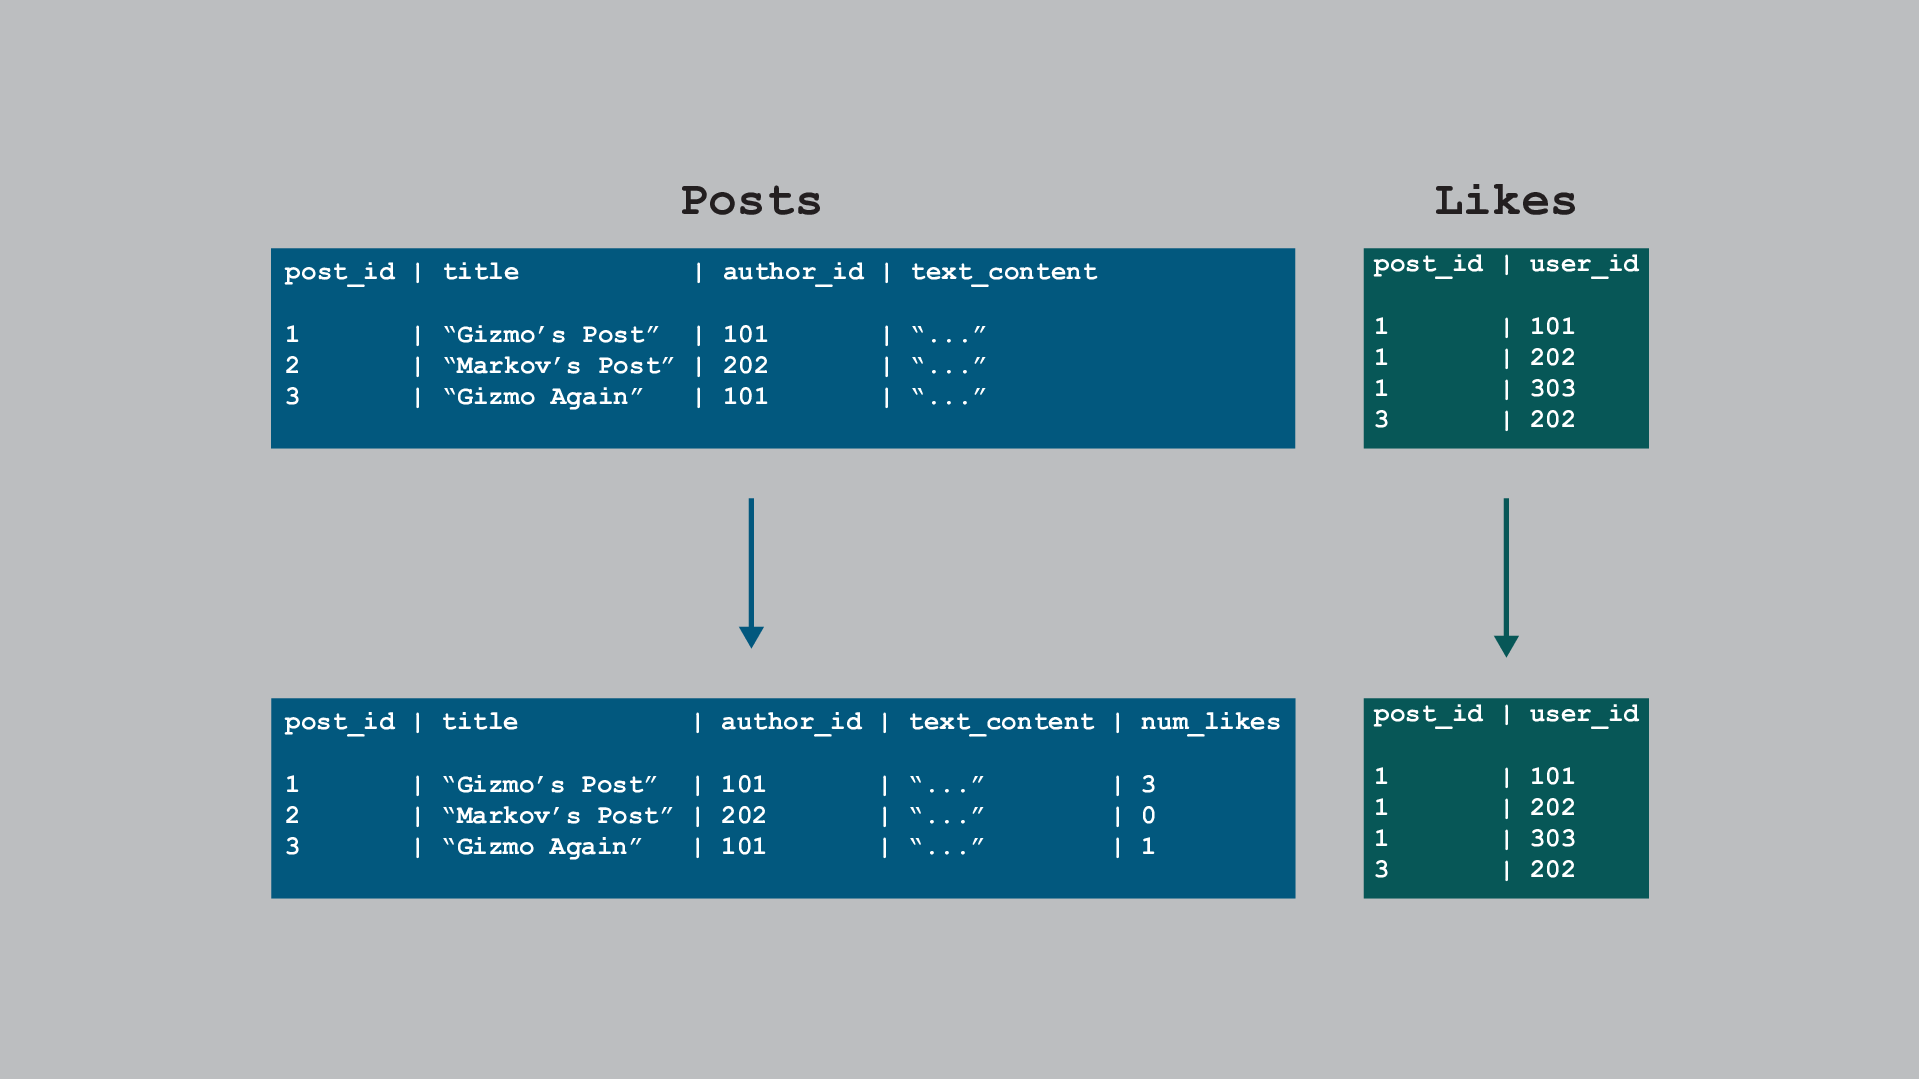 Posts
post_id | title | author_id | text_content
1 | “Gizmo’s Post” | 101 | “...”
2 | “Markov’s Post” | 202 | “...”
3 | “Gizmo Again” | 101 | “...”
Likes
post_id | user_id
1 | 101
1 | 202
1 | 303
3 | 202
post_id | title | author_id | text_content | num_likes
1 | “Gizmo’s Post” | 101 | “...” | 3
2 | “Markov’s Post” | 202 | “...” | 0
3 | “Gizmo Again” | 101 | “...” | 1
post_id | user_id
1 | 101
1 | 202
1 | 303
3 | 202